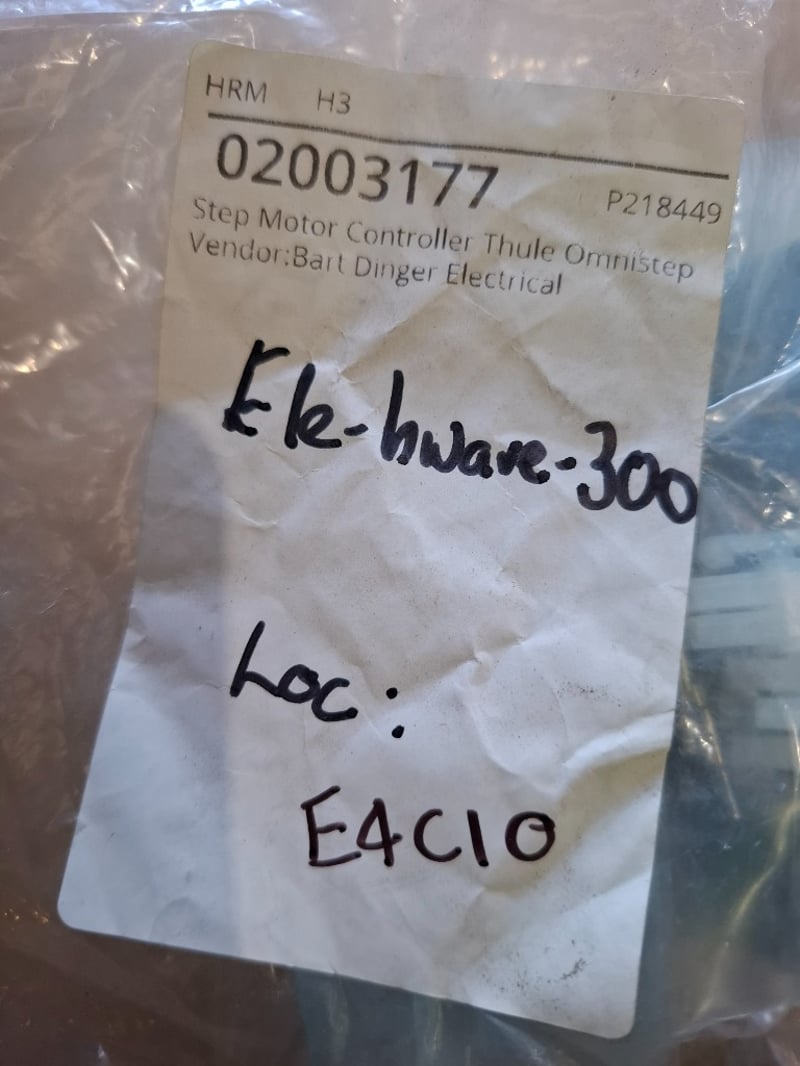 HRM H3
02003177 P218449
Step Motor Controller Thule Omnistep
Vendor:Bart Dinger Electrical
Ele-hware-300
Loc:
E4C10